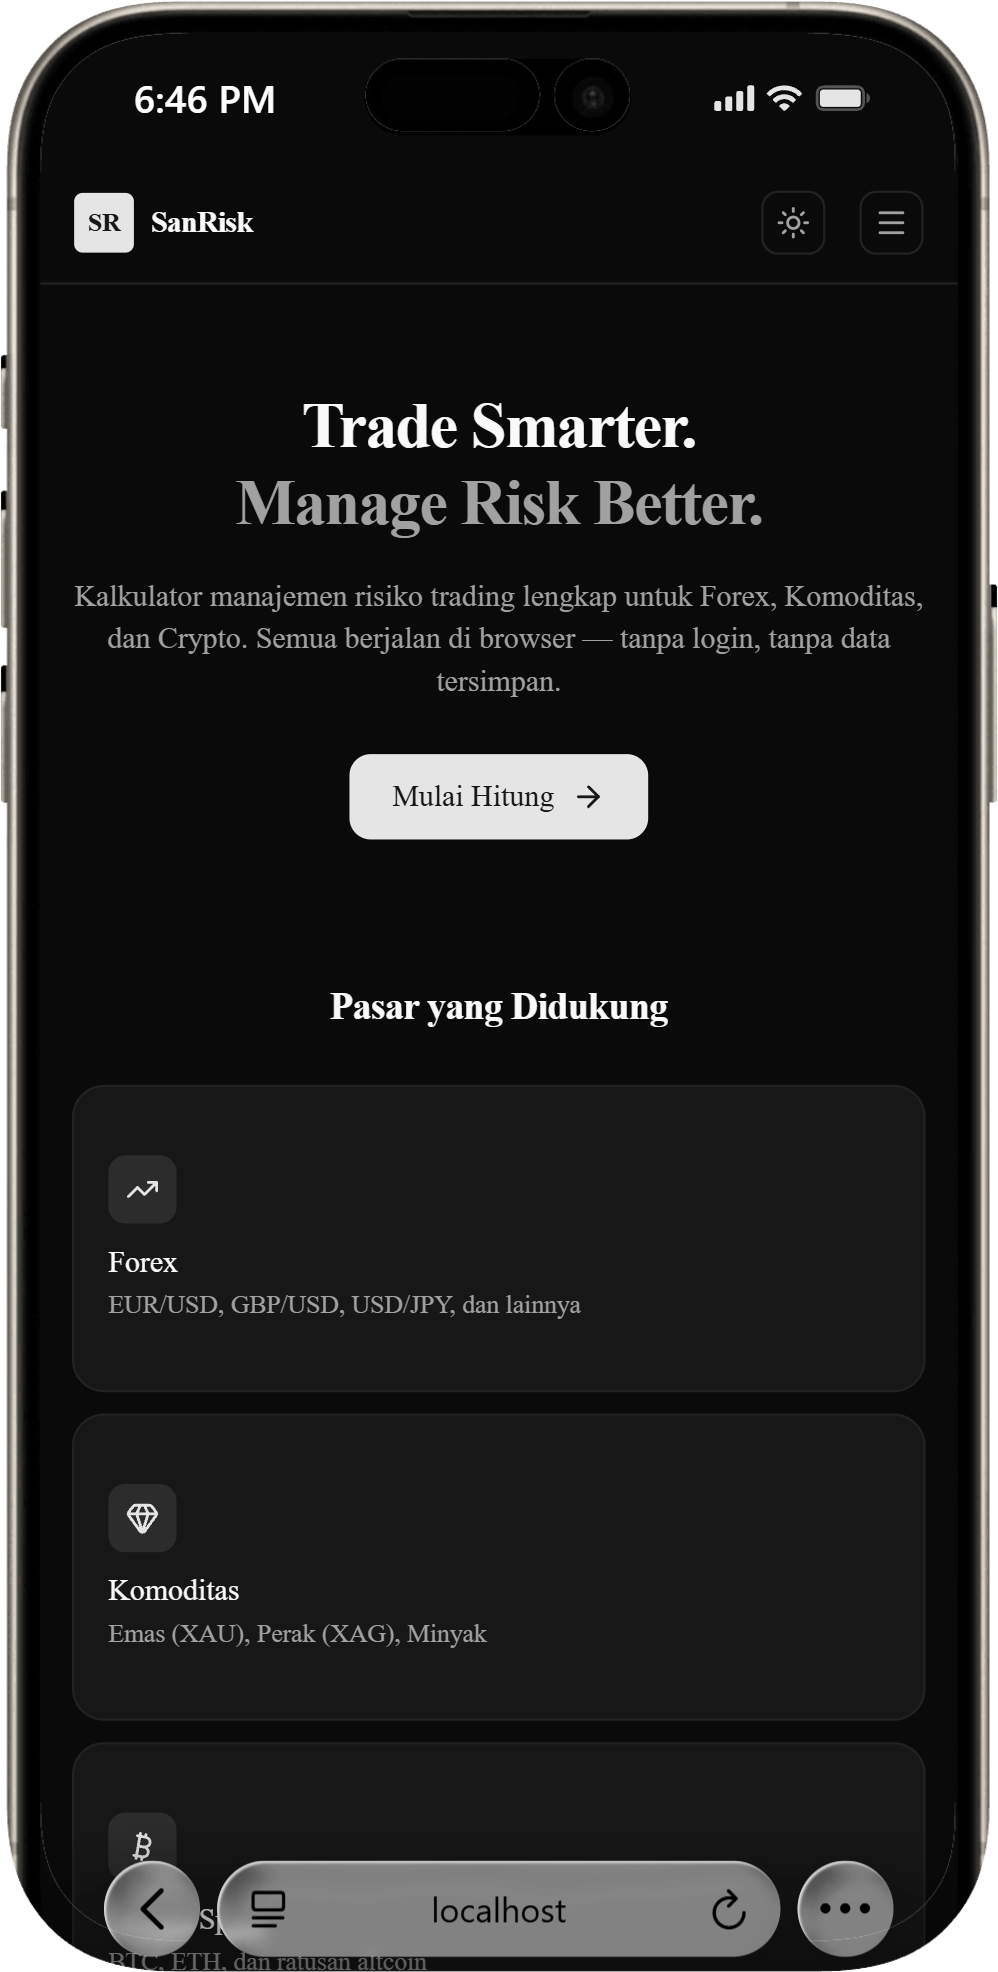 6:46 PM
SR SanRisk
Trade Smarter.
Manage Risk Better.
Kalkulator manajemen risiko trading lengkap untuk Forex, Komoditas,
dan Crypto. Semua berjalan di browser — tanpa login, tanpa data
tersimpan.
Mulai Hitung
Pasar yang Didukung
Forex
EUR/USD, GBP/USD, USD/JPY, dan lainnya
Komoditas
Emas (XAU), Perak (XAG), Minyak
localhost
BTC, ETH, dan ratusan altcoin